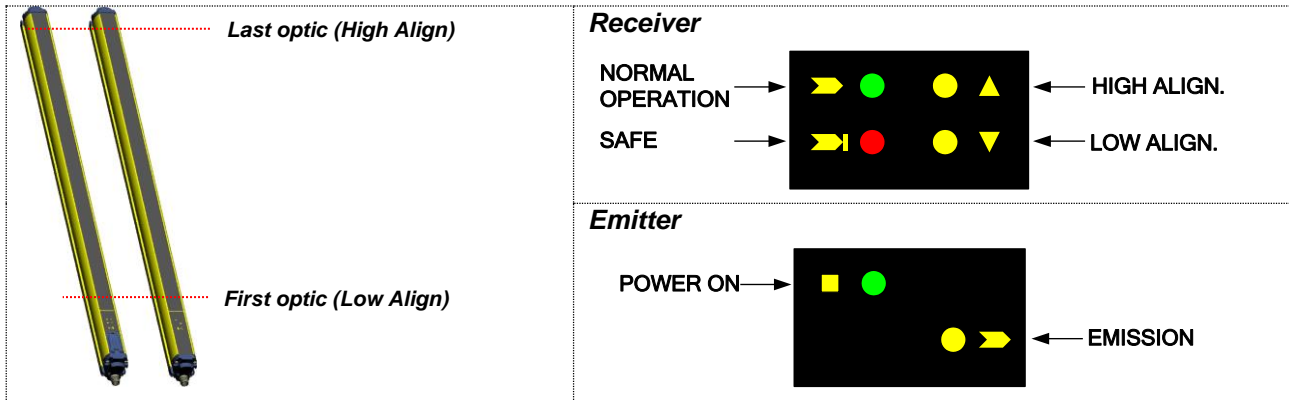 Last optic (High Align)
First optic (Low Align)
Receiver
NORMAL
OPERATION
HIGH ALIGN.
SAFE
LOW ALIGN.
Emitter
POWER ON
EMISSION